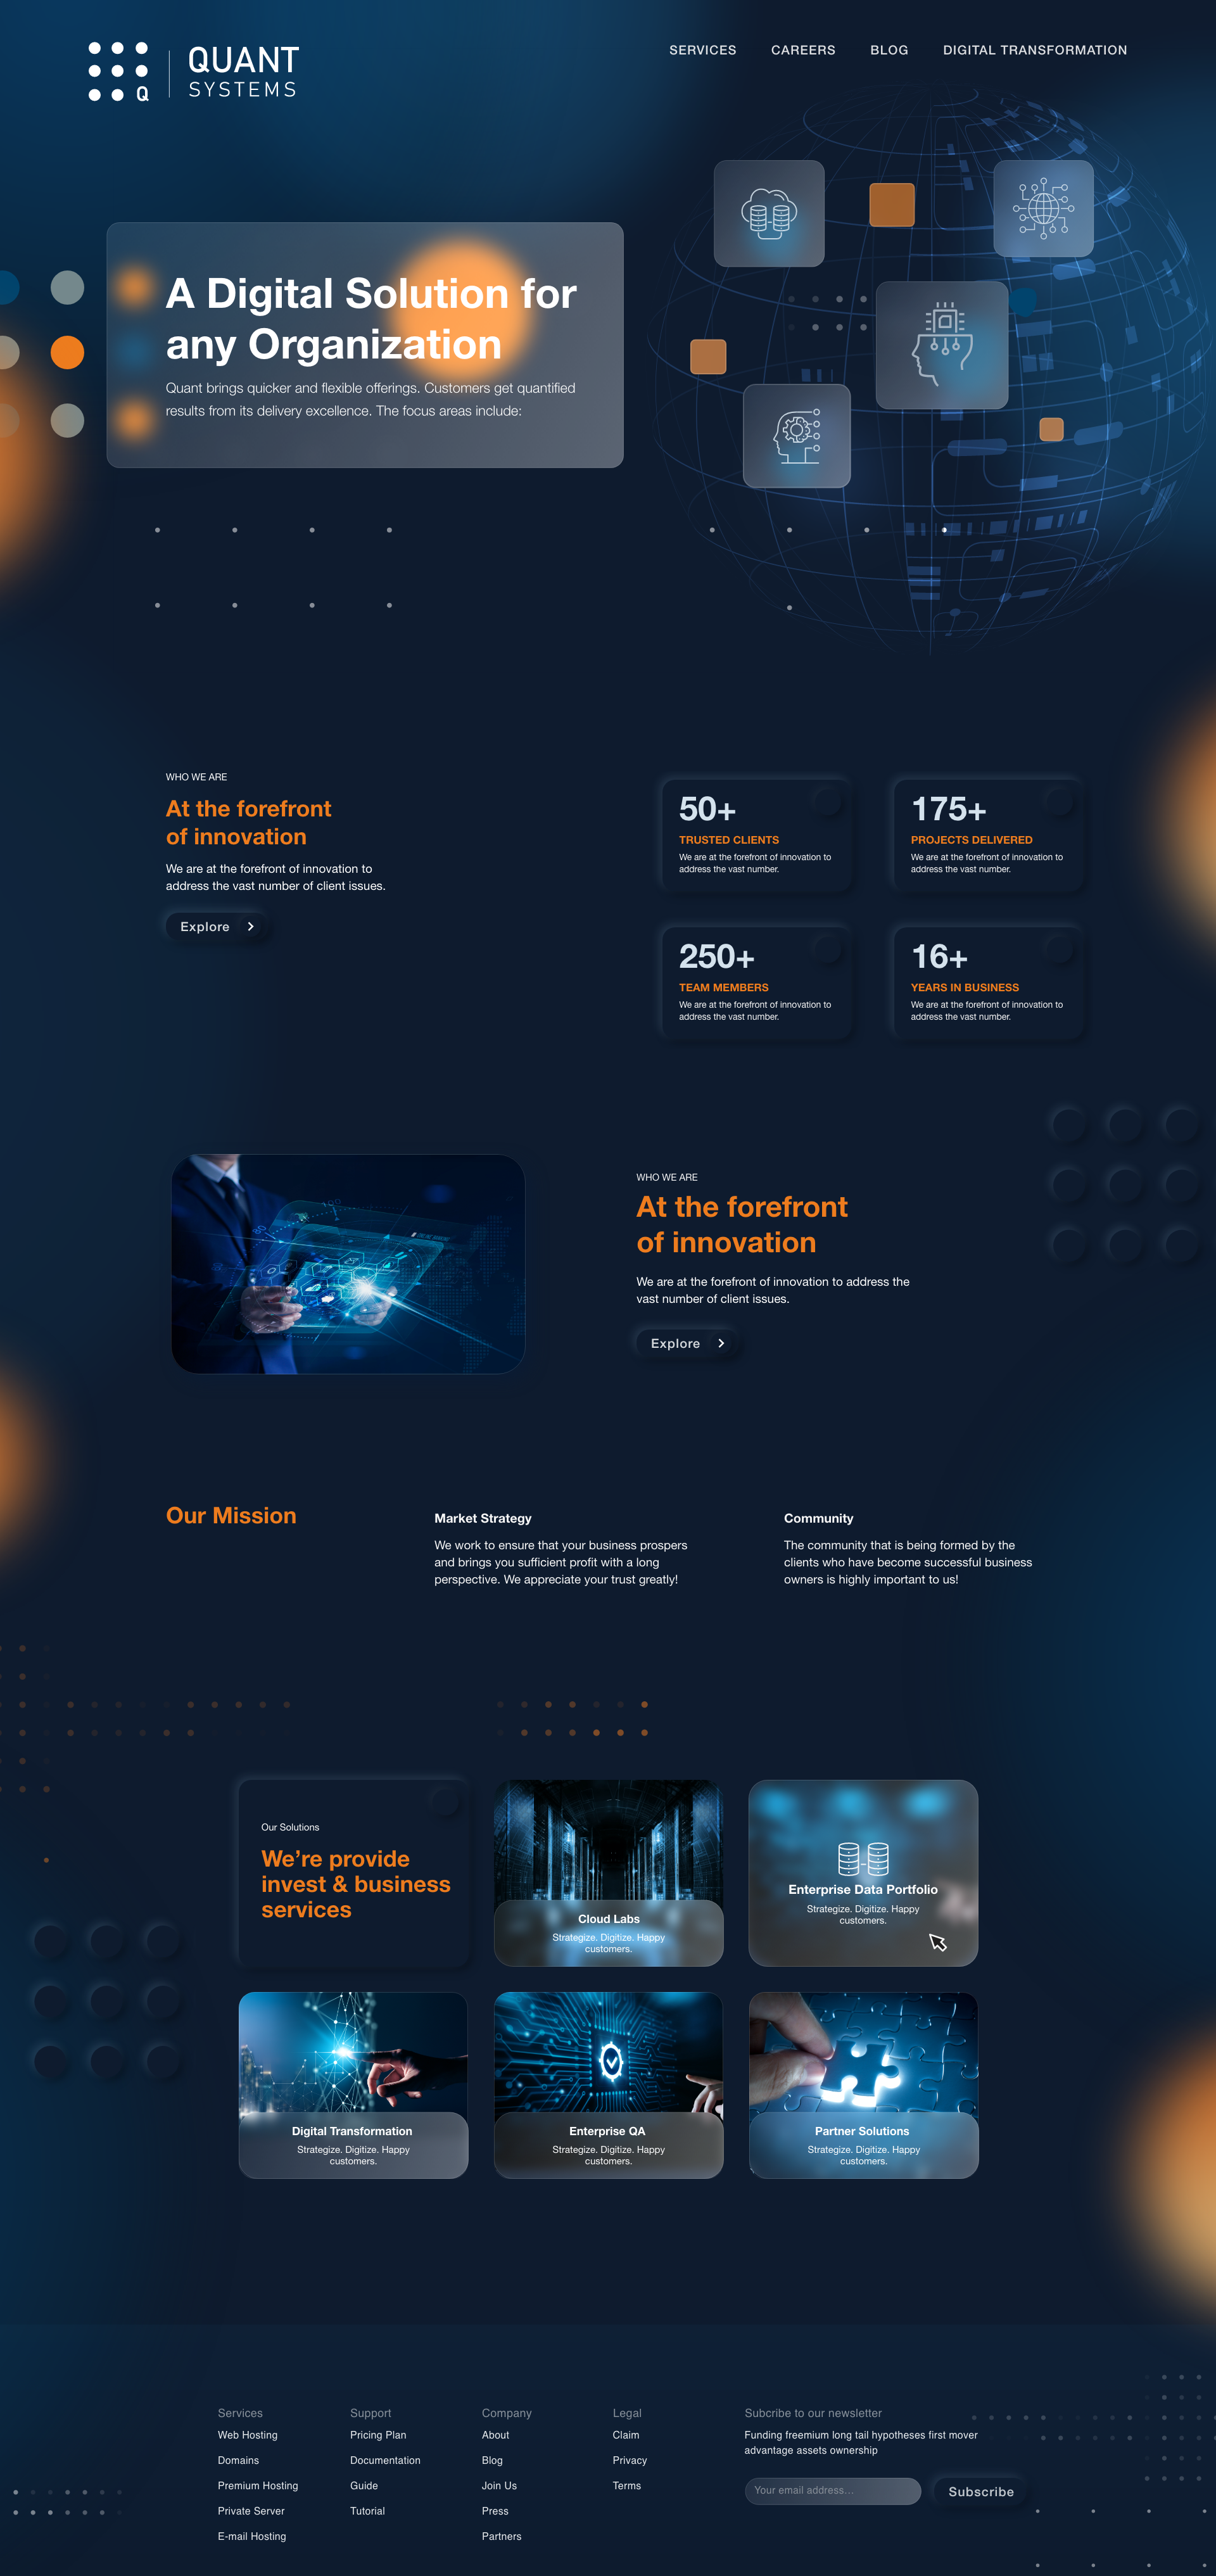 QUANT
SYSTEMS
Q
SERVICES CAREERS BLOG DIGITAL TRANSFORMATION
A Digital Solution for
any Organization
Quant brings quicker and flexible offerings. Customers get quantified
results from its delivery excellence. The focus areas include:
WHO WE ARE
At the forefront
of innovation
We are at the forefront of innovation to
address the vast number of client issues.
Explore
50+
TRUSTED CLIENTS
We are at the forefront of innovation to
address the vast number.
175+
PROJECTS DELIVERED
We are at the forefront of innovation to
address the vast number.
250+
TEAM MEMBERS
We are at the forefront of innovation to
address the vast number.
16+
YEARS IN BUSINESS
We are at the forefront of innovation to
address the vast number.
WHO WE ARE
At the forefront
of innovation
We are at the forefront of innovation to address the
vast number of client issues.
Explore
Our Mission
Market Strategy
We work to ensure that your business prospers
and brings you sufficient profit with a long
perspective. We appreciate your trust greatly!
Community
The community that is being formed by the
clients who have become successful business
owners is highly important to us!
Our Solutions
We’re provide
invest & business
services
Cloud Labs
Strategize. Digitize. Happy
customers.
Enterprise Data Portfolio
Strategize. Digitize. Happy
customers.
Digital Transformation
Strategize. Digitize. Happy
customers.
Enterprise QA
Strategize. Digitize. Happy
customers.
Partner Solutions
Strategize. Digitize. Happy
customers.
Services
Web Hosting
Domains
Premium Hosting
Private Server
E-mail Hosting
Support
Pricing Plan
Documentation
Guide
Tutorial
Company
About
Blog
Join Us
Press
Partners
Legal
Claim
Privacy
Terms
Subcribe to our newsletter
Funding freemium long tail hypotheses first mover
advantage assets ownership
Your email address...
Subscribe